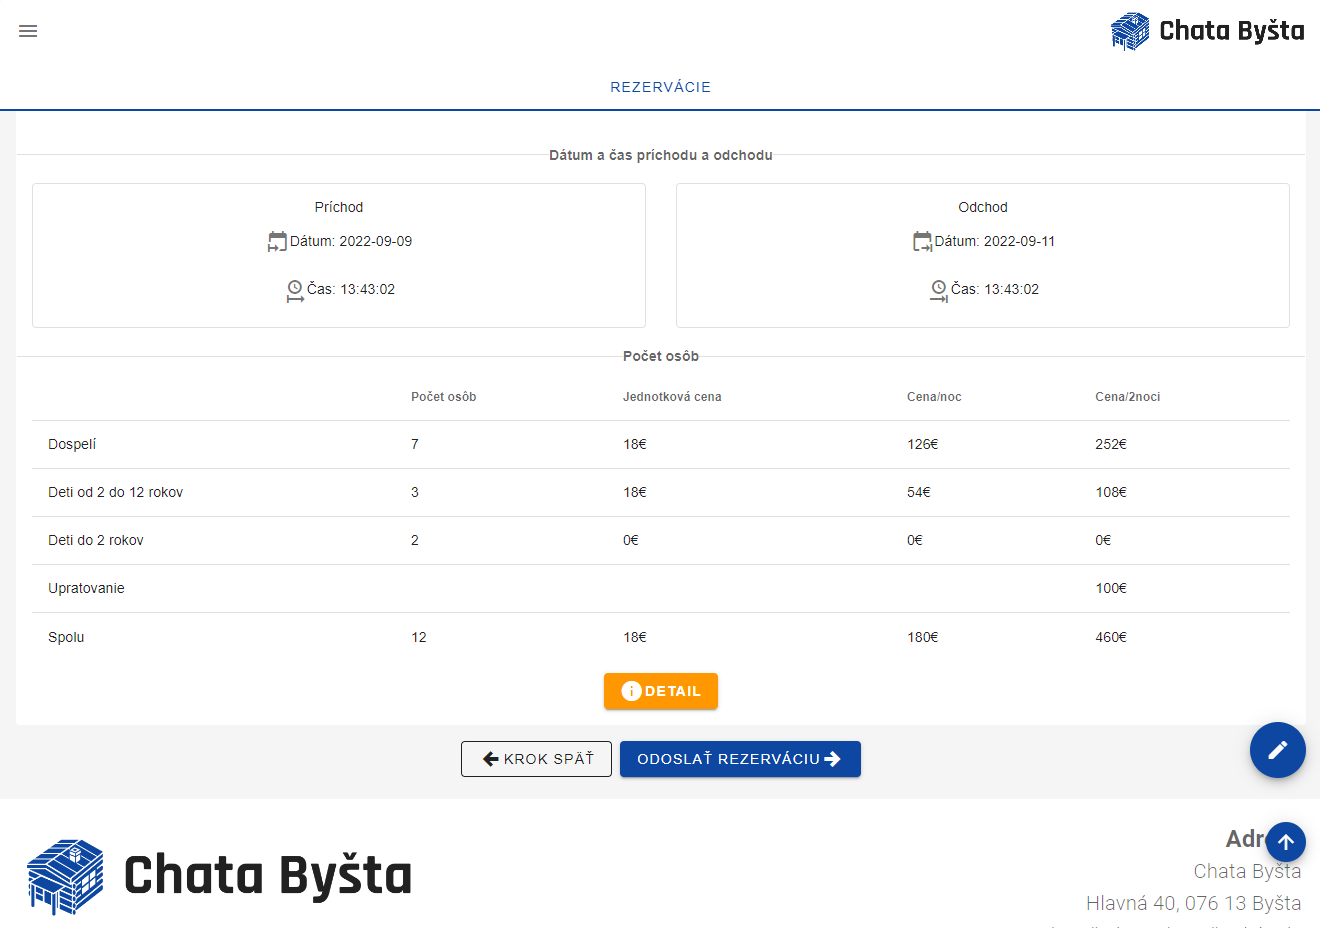 Chata Byšta
REZERVÁCIE
Dátum a čas príchodu a odchodu
Príchod
Dátum: 2022-09-09
Čas: 13:43:02
Odchod
Dátum: 2022-09-11
Čas: 13:43:02
Počet osôb
Počet osôb Jednotková cena Cena/noc Cena/2noci
Dospelí 7 18€ 126€ 252€
Deti od 2 do 12 rokov 3 18€ 54€ 108€
Deti do 2 rokov 2 0€ 0€ 0€
Upratovanie 100€
Spolu 12 18€ 180€ 460€
DETAIL
KROK SPÄŤ
ODOSLAŤ REZERVÁCIU
Chata Byšta
Adr
Chata Byšta
Hlavná 40, 076 13 Byšta